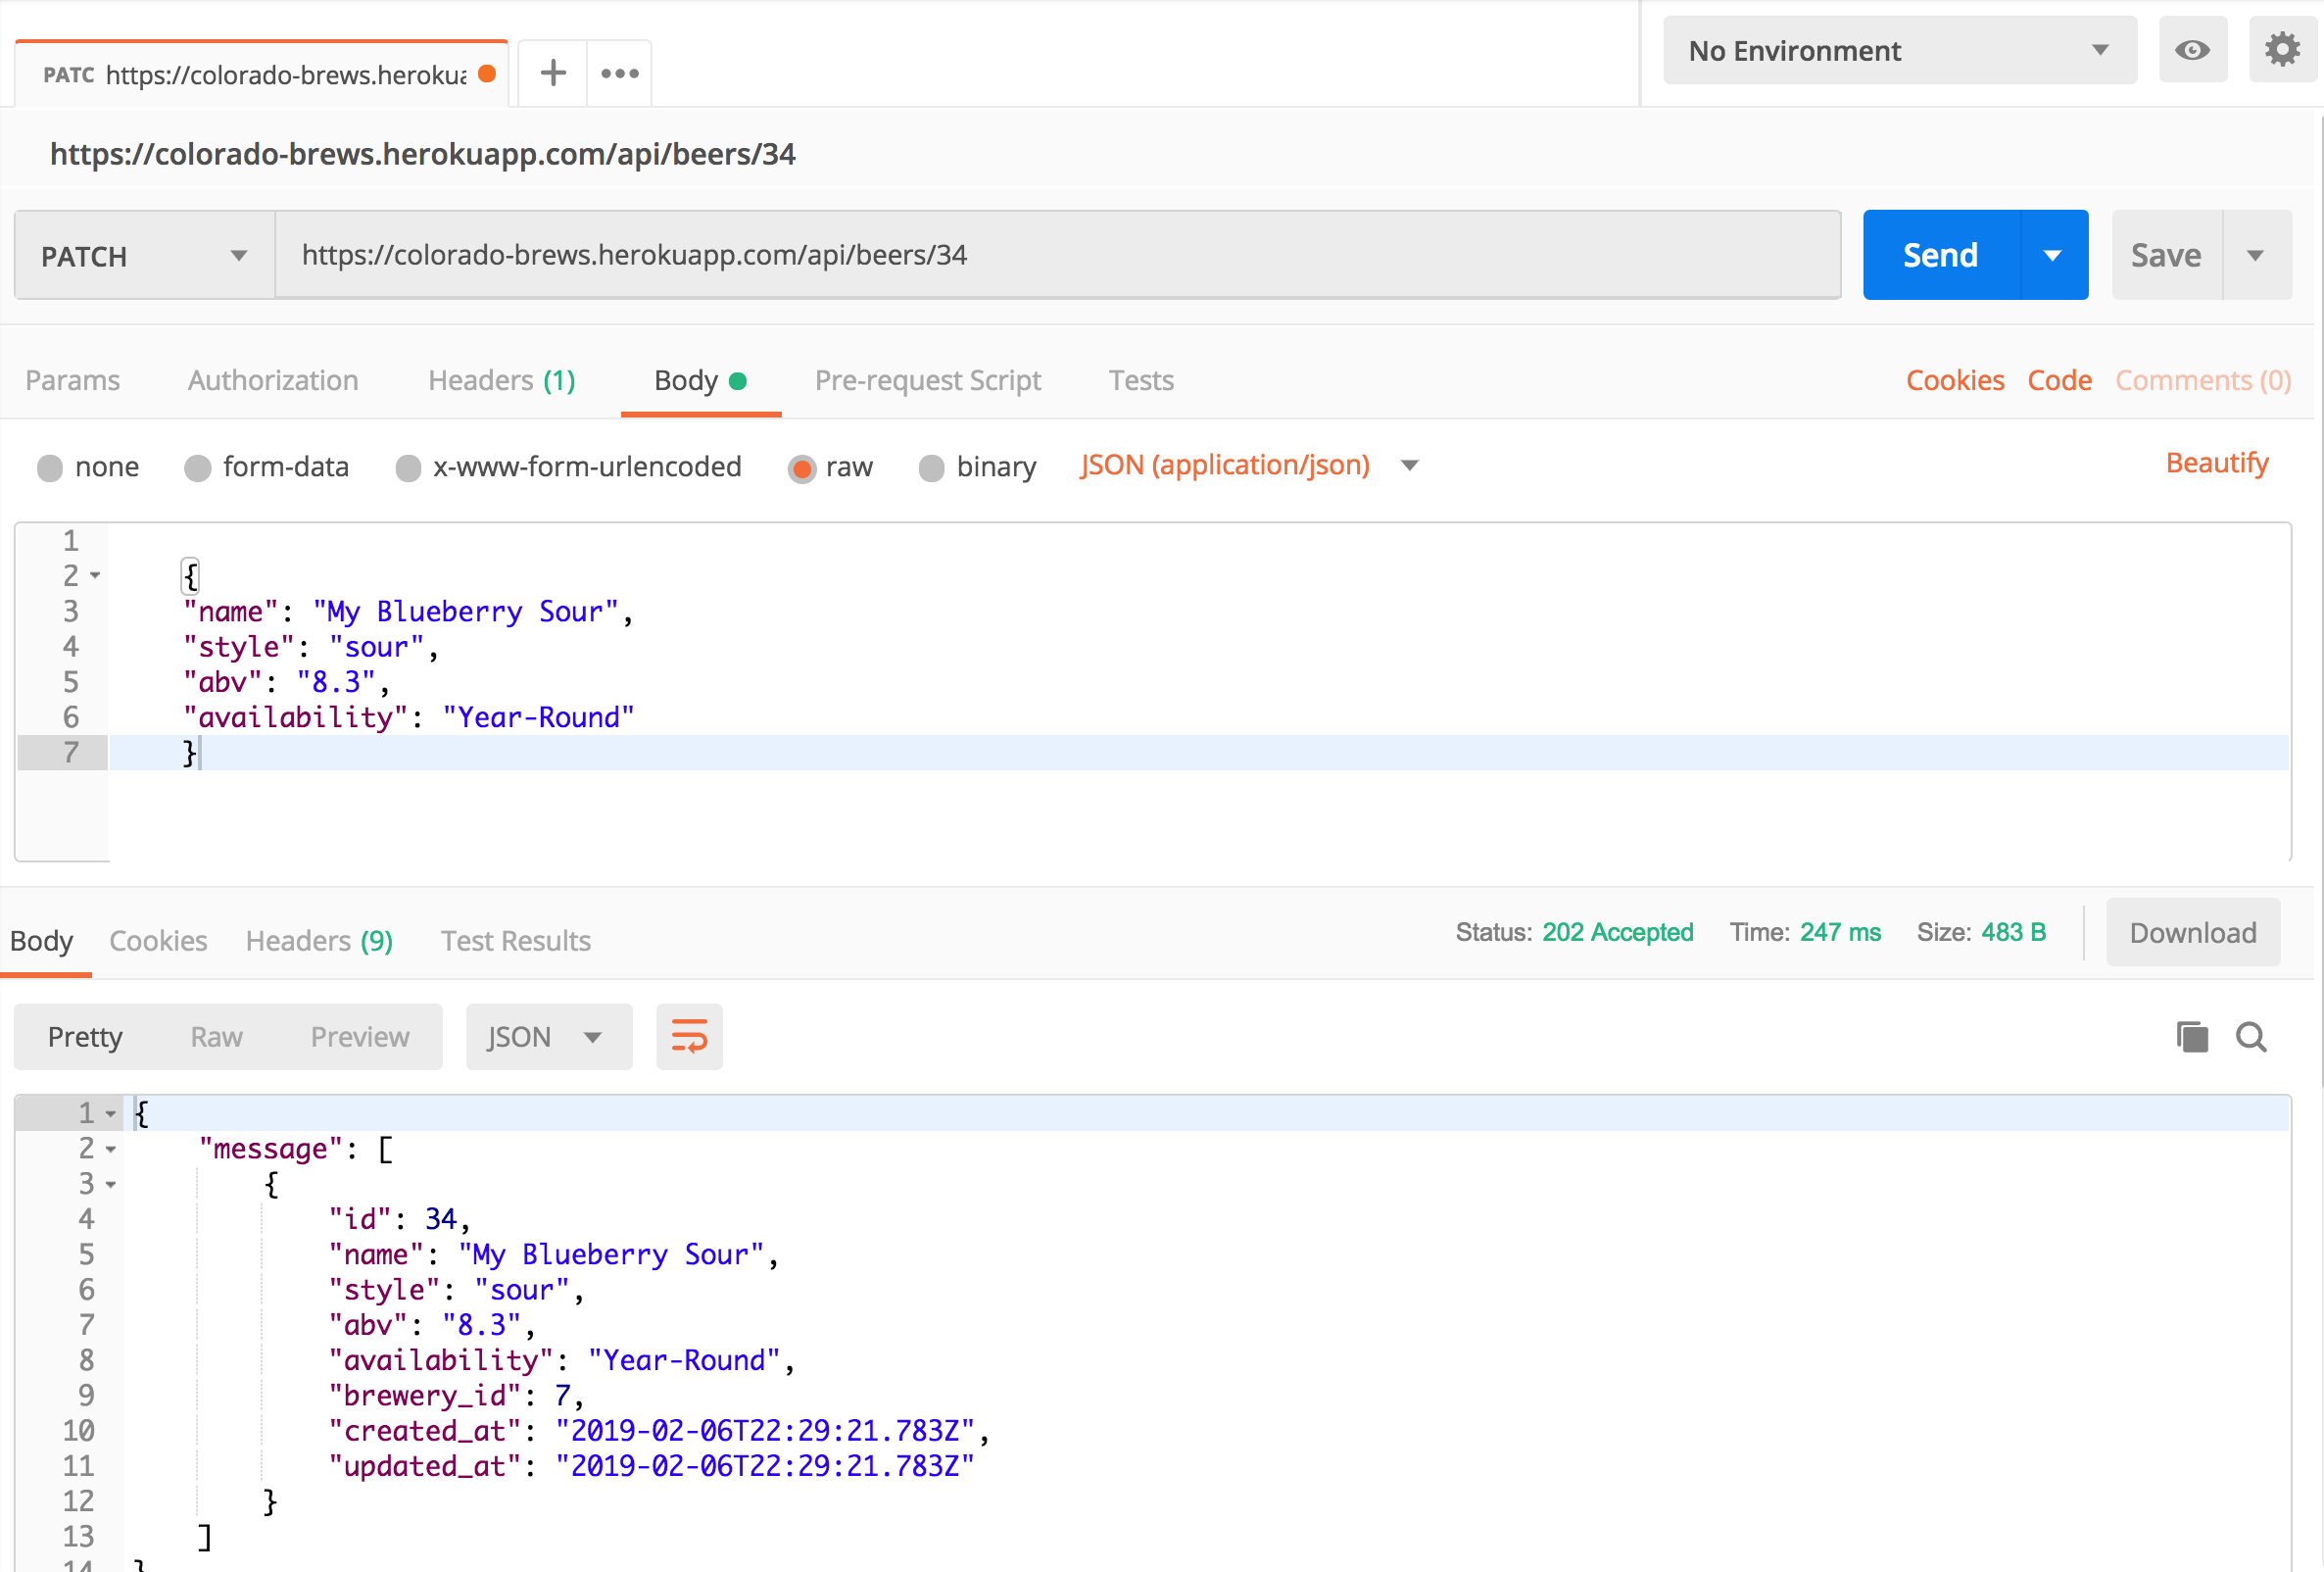 PATC https://colorado-brews.heroku
No Environment
https://colorado-brews.herokuapp.com/api/beers/34
PATCH https://colorado-brews.herokuapp.com/api/beers/34 Send Save
Params Authorization Headers (1) Body Pre-request Script Tests Cookies Code Comments (0)
none form-data x-www-form-urlencoded raw binary JSON (application/json) Beautify
1
2 {
3 "name": "My Blueberry Sour",
4 "style": "sour",
5 "abv": "8.3",
6 "availability": "Year-Round"
7 }
Body Cookies Headers (9) Test Results Status: 202 Accepted Time: 247 ms Size: 483 B Download
Pretty Raw Preview JSON
1 {
2 "message": [
3 {
4 "id": 34,
5 "name": "My Blueberry Sour",
6 "style": "sour",
7 "abv": "8.3",
8 "availability": "Year-Round",
9 "brewery_id": 7,
10 "created_at": "2019-02-06T22:29:21.783Z",
11 "updated_at": "2019-02-06T22:29:21.783Z"
12 }
13 ]
14 }